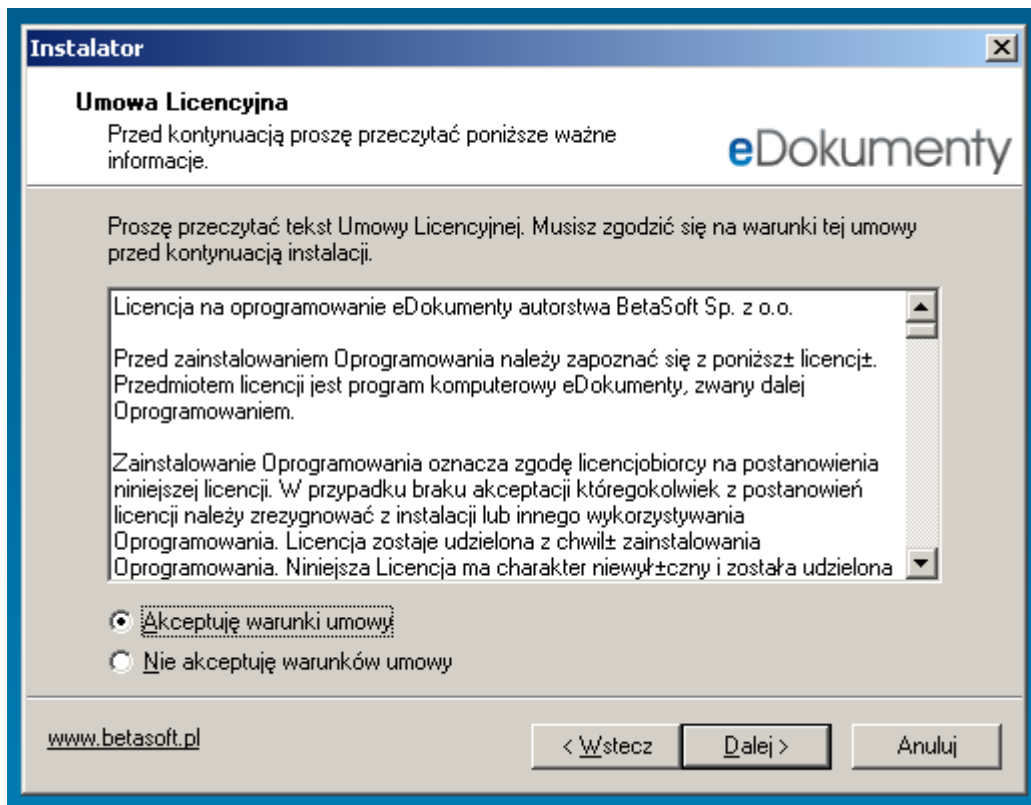 Instalator
Umowa Licencyjna
Przed kontynuacją proszę przeczytać poniższe ważne
informacje.
eDokumenty
Proszę przeczytać tekst Umowy Licencyjnej. Musisz zgodzić się na warunki tej umowy
przed kontynuacją instalacji.
Licencja na oprogramowanie eDokumenty autorstwa BetaSoft Sp. z o.o.
Przed zainstalowaniem Oprogramowania należy zapoznać się z poniższ± licencj±.
Przedmiotem licencji jest program komputerowy eDokumenty, zwany dalej
Oprogramowaniem.
Zainstalowanie Oprogramowania oznacza zgodę licencjobiorcy na postanowienia
niniejszej licencji. W przypadku braku akceptacji któregokolwiek z postanowień
licencji należy zrezygnować z instalacji lub innego wykorzystywania
Oprogramowania. Licencja zostaje udzielona z chwil± zainstalowania
Oprogramowania. Niniejsza Licencja ma charakter niewył±czny i została udzielona
Akceptuję warunki umowy
Nie akceptuję warunków umowy
www.betasoft.pl
< Wstecz
Dalej >
Anuluj